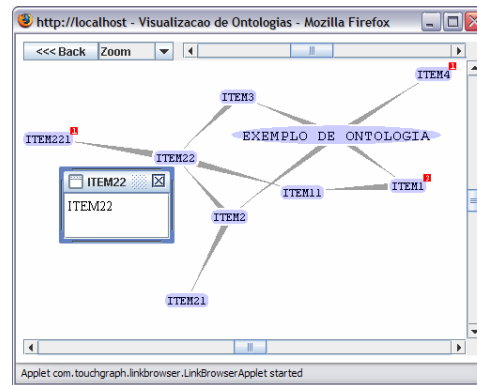 http://localhost - Visualizacao de Ontologias - Mozilla Firefox
<<< Back Zoom
ITEM4 1
ITEM3
EXEMPLO DE ONTOLOGIA
ITEM221 1
ITEM22
ITEM22
ITEM11
ITEM1 2
ITEM22
ITEM2
ITEM21
Applet com.touchgraph.linkbrowser.LinkBrowserApplet started